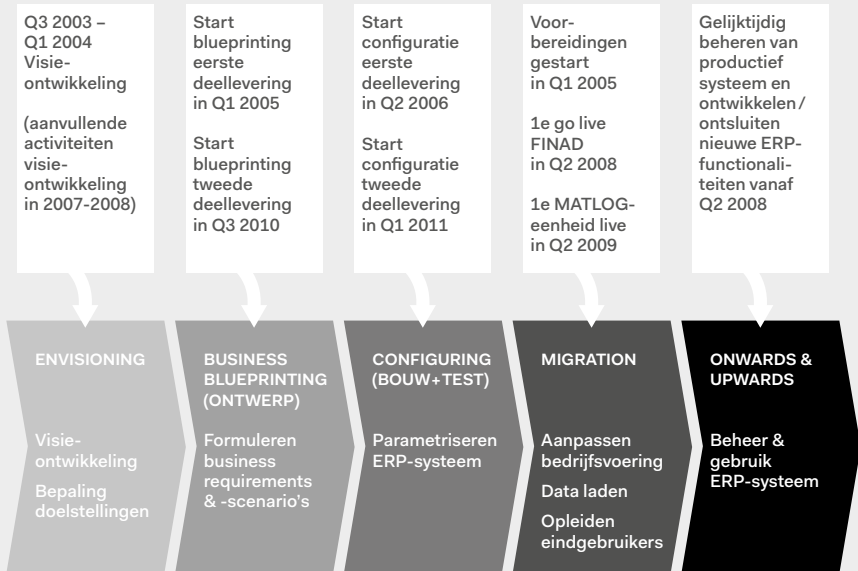 Q3 2003 –
Q1 2004
Visie-
ontwikkeling
(aanvullende
activiteiten
visie-
ontwikkeling
in 2007-2008)
Start
blueprinting
eerste
deellevering
in Q1 2005
Start
blueprinting
tweede
deellevering
in Q3 2010
Start
configuratie
eerste
deellevering
in Q2 2006
Start
configuratie
tweede
deellevering
in Q1 2011
Voor-
bereidingen
gestart
in Q1 2005
1e go live
FINAD
in Q2 2008
1e MATLOG-
eenheid live
in Q2 2009
Gelijktijdig
beheren van
productief
systeem en
ontwikkelen/
ontsluiten
nieuwe ERP-
functionali-
teiten vanaf
Q2 2008
ENVISIONING
Visie-
ontwikkeling
Bepaling
doelstellingen
BUSINESS
BLUEPRINTING
(ONTWERP)
Formuleren
business
requirements
& -scenario's
CONFIGURING
(BOUW+TEST)
Parametriseren
ERP-systeem
MIGRATION
Aanpassen
bedrijfsvoering
Data laden
Opleiden
eindgebruikers
ONWARDS &
UPWARDS
Beheer &
gebruik
ERP-systeem